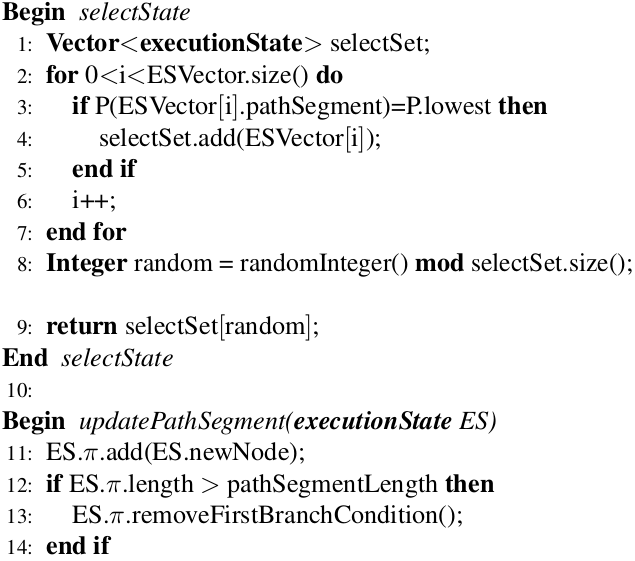 Begin selectState
1: Vector<executionState> selectSet;
2: for 0<i<ESVector.size() do
3: if P(ESVector[i].pathSegment)=P.lowest then
4: selectSet.add(ESVector[i]);
5: end if
6: i++;
7: end for
8: Integer random = randomInteger() mod selectSet.size();
9: return selectSet[random];
End selectState
10:
Begin updatePathSegment(executionState ES)
11: ES.π.add(ES.newNode);
12: if ES.π.length > pathSegmentLength then
13: ES.π.removeFirstBranchCondition();
14: end if